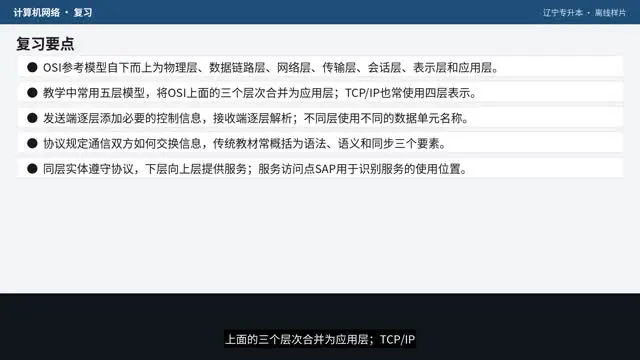 计算机网络 · 复习
辽宁专升本 · 离线样片
复习要点
● OSI参考模型自下而上为物理层、数据链路层、网络层、传输层、会话层、表示层和应用层。
● 教学中常用五层模型，将OSI上面的三个层次合并为应用层；TCP/IP也常使用四层表示。
● 发送端逐层添加必要的控制信息，接收端逐层解析；不同层使用不同的数据单元名称。
● 协议规定通信双方如何交换信息，传统教材常概括为语法、语义和同步三个要素。
● 同层实体遵守协议，下层向上层提供服务；服务访问点SAP用于识别服务的使用位置。
上面的三个层次合并为应用层；TCP/IP